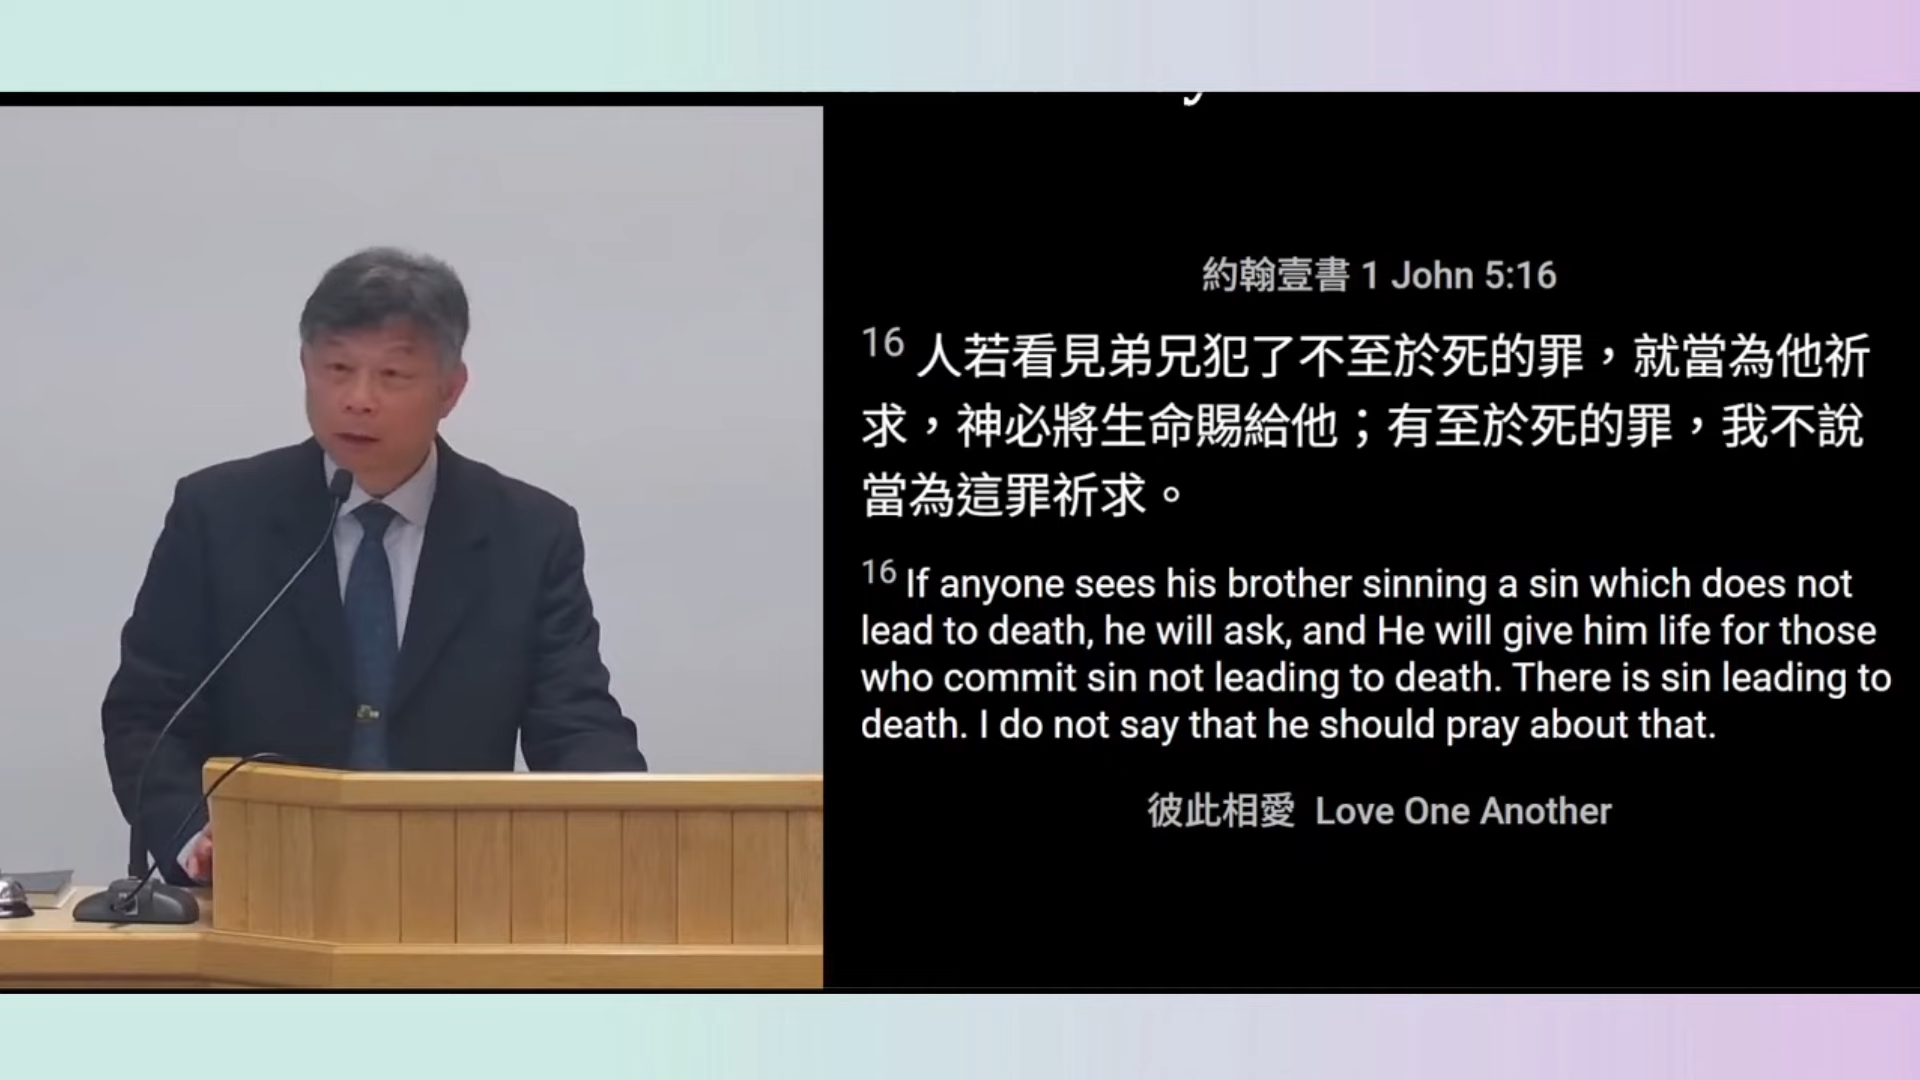 約翰壹書 1 John 5:16
16 人若看見弟兄犯了不至於死的罪，就當為他祈
求，神必將生命賜給他；有至於死的罪，我不說
當為這罪祈求。
16 If anyone sees his brother sinning a sin which does not
lead to death, he will ask, and He will give him life for those
who commit sin not leading to death. There is sin leading to
death. I do not say that he should pray about that.
彼此相愛 Love One Another